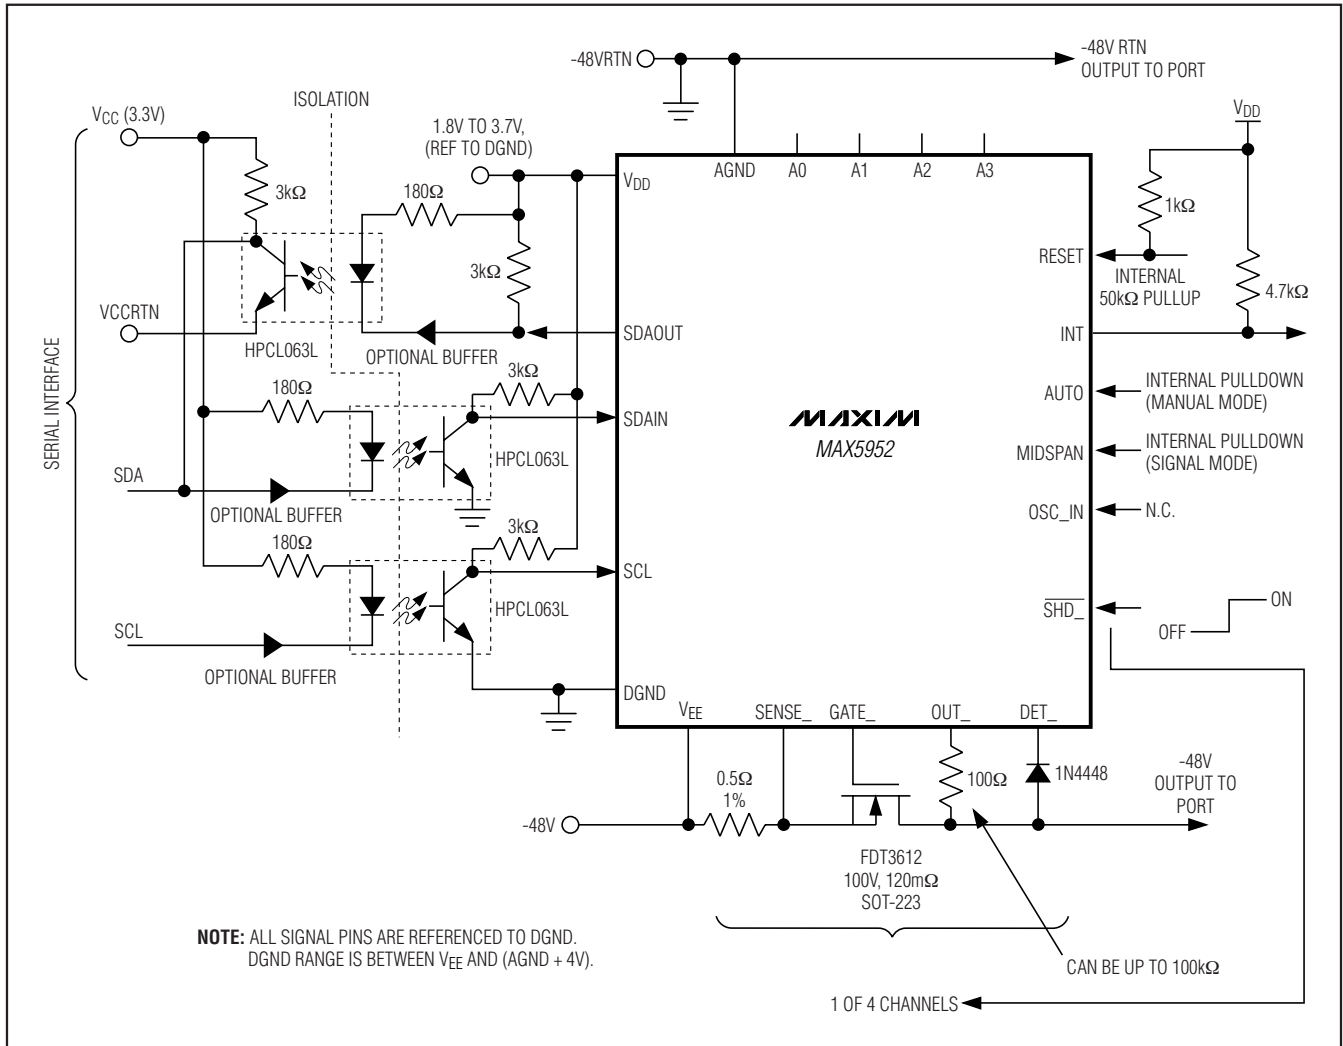 -48VRTN
-48V RTN
OUTPUT TO PORT
ISOLATION
VCC (3.3V)
1.8V TO 3.7V,
(REF TO DGND)
VDD
3kΩ
180Ω
VDD
AGND
A0
A1
A2
A3
1kΩ
3kΩ
RESET
INTERNAL
50kΩ PULLUP
4.7kΩ
VCCRTN
HPCL063L
OPTIONAL BUFFER
SDAOUT
INT
SERIAL INTERFACE
180Ω
3kΩ
SDAIN
MAXIM
MAX5952
AUTO
INTERNAL PULLDOWN
(MANUAL MODE)
HPCL063L
MIDSPAN
INTERNAL PULLDOWN
(SIGNAL MODE)
SDA
OPTIONAL BUFFER
OSC_IN
N.C.
180Ω
3kΩ
SCL
HPCL063L
SHD_
OFF
ON
SCL
OPTIONAL BUFFER
DGND
VEE
SENSE_
GATE_
OUT_
DET_
0.5Ω
1%
100Ω
1N4448
-48V
OUTPUT TO
PORT
-48V
FDT3612
100V, 120mΩ
SOT-223
NOTE: ALL SIGNAL PINS ARE REFERENCED TO DGND.
DGND RANGE IS BETWEEN VEE AND (AGND + 4V).
CAN BE UP TO 100kΩ
1 OF 4 CHANNELS